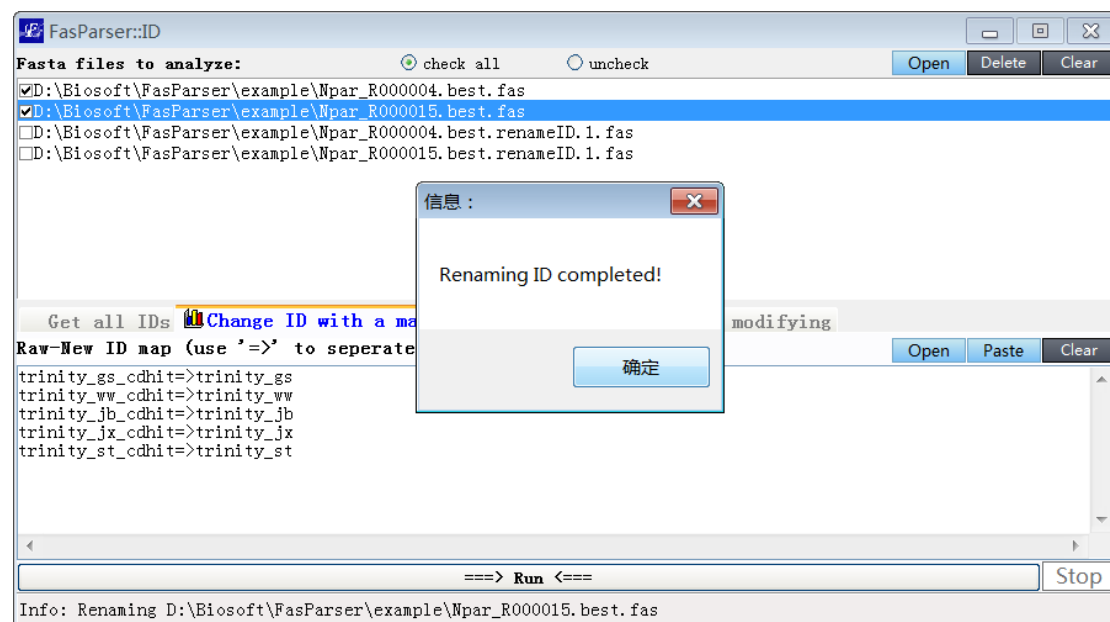 FasParser::ID
Fasta files to analyze: check all uncheck Open Delete Clear
D:\Biosoft\FasParser\example\Npar_R000004.best.fas
D:\Biosoft\FasParser\example\Npar_R000015.best.fas
D:\Biosoft\FasParser\example\Npar_R000004.best.renameID.1.fas
D:\Biosoft\FasParser\example\Npar_R000015.best.renameID.1.fas
信息：
Renaming ID completed!
确定
Get all IDs Change ID with a ma modifying
Raw-New ID map (use '=>' to seperate Open Paste Clear
trinity_gs_cdhit=>trinity_gs
trinity_ww_cdhit=>trinity_ww
trinity_jb_cdhit=>trinity_jb
trinity_jx_cdhit=>trinity_jx
trinity_st_cdhit=>trinity_st
===> Run <=== Stop
Info: Renaming D:\Biosoft\FasParser\example\Npar_R000015.best.fas